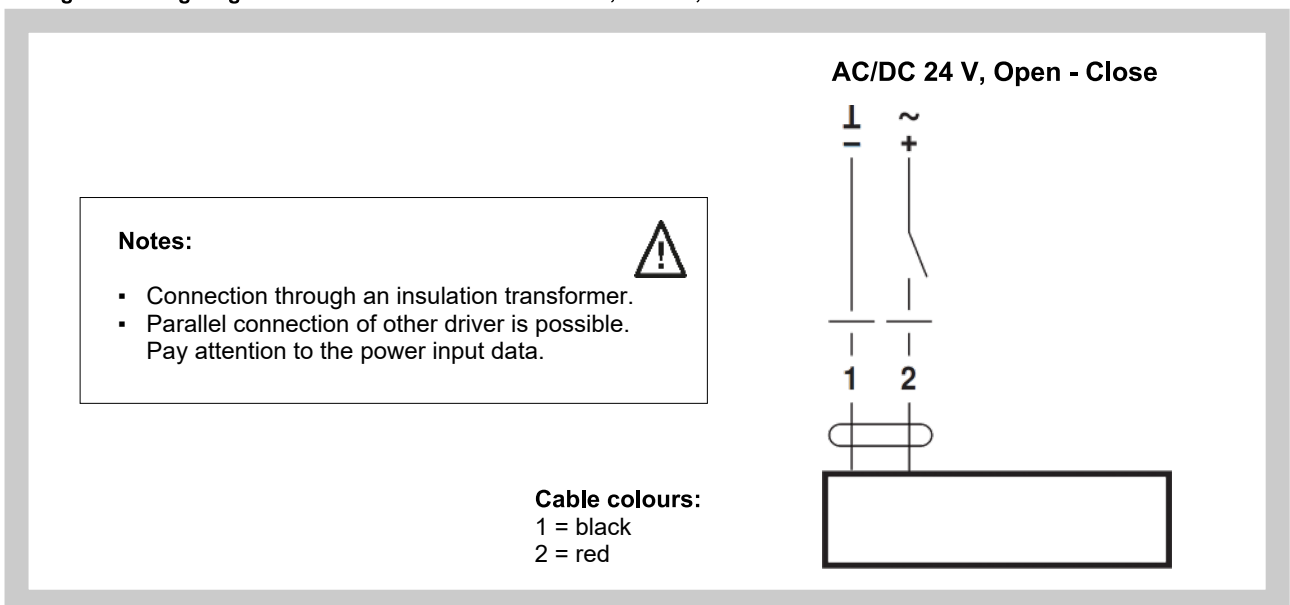 AC/DC 24 V, Open - Close
⊥ ~
− +
Notes:
▪ Connection through an insulation transformer.
▪ Parallel connection of other driver is possible.
Pay attention to the power input data.
1 2
Cable colours:
1 = black
2 = red